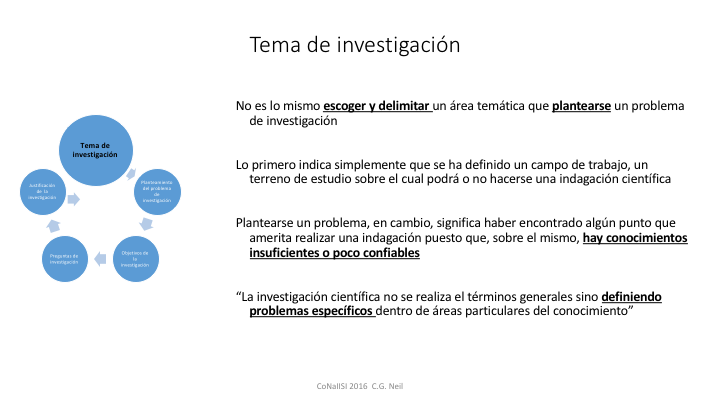 Tema de investigación
No es lo mismo escoger y delimitar un área temática que plantearse un problema
de investigación
Lo primero indica simplemente que se ha definido un campo de trabajo, un
terreno de estudio sobre el cual podrá o no hacerse una indagación científica
Plantearse un problema, en cambio, significa haber encontrado algún punto que
amerita realizar una indagación puesto que, sobre el mismo, hay conocimientos
insuficientes o poco confiables
“La investigación científica no se realiza el términos generales sino definiendo
problemas específicos dentro de áreas particulares del conocimiento”
Tema de
investigación
Planteamiento
del problema
de
investigación
Objetivos de
la
investigación
Preguntas de
investigación
Justificación
de la
investigación
CoNaIISI 2016 C.G. Neil